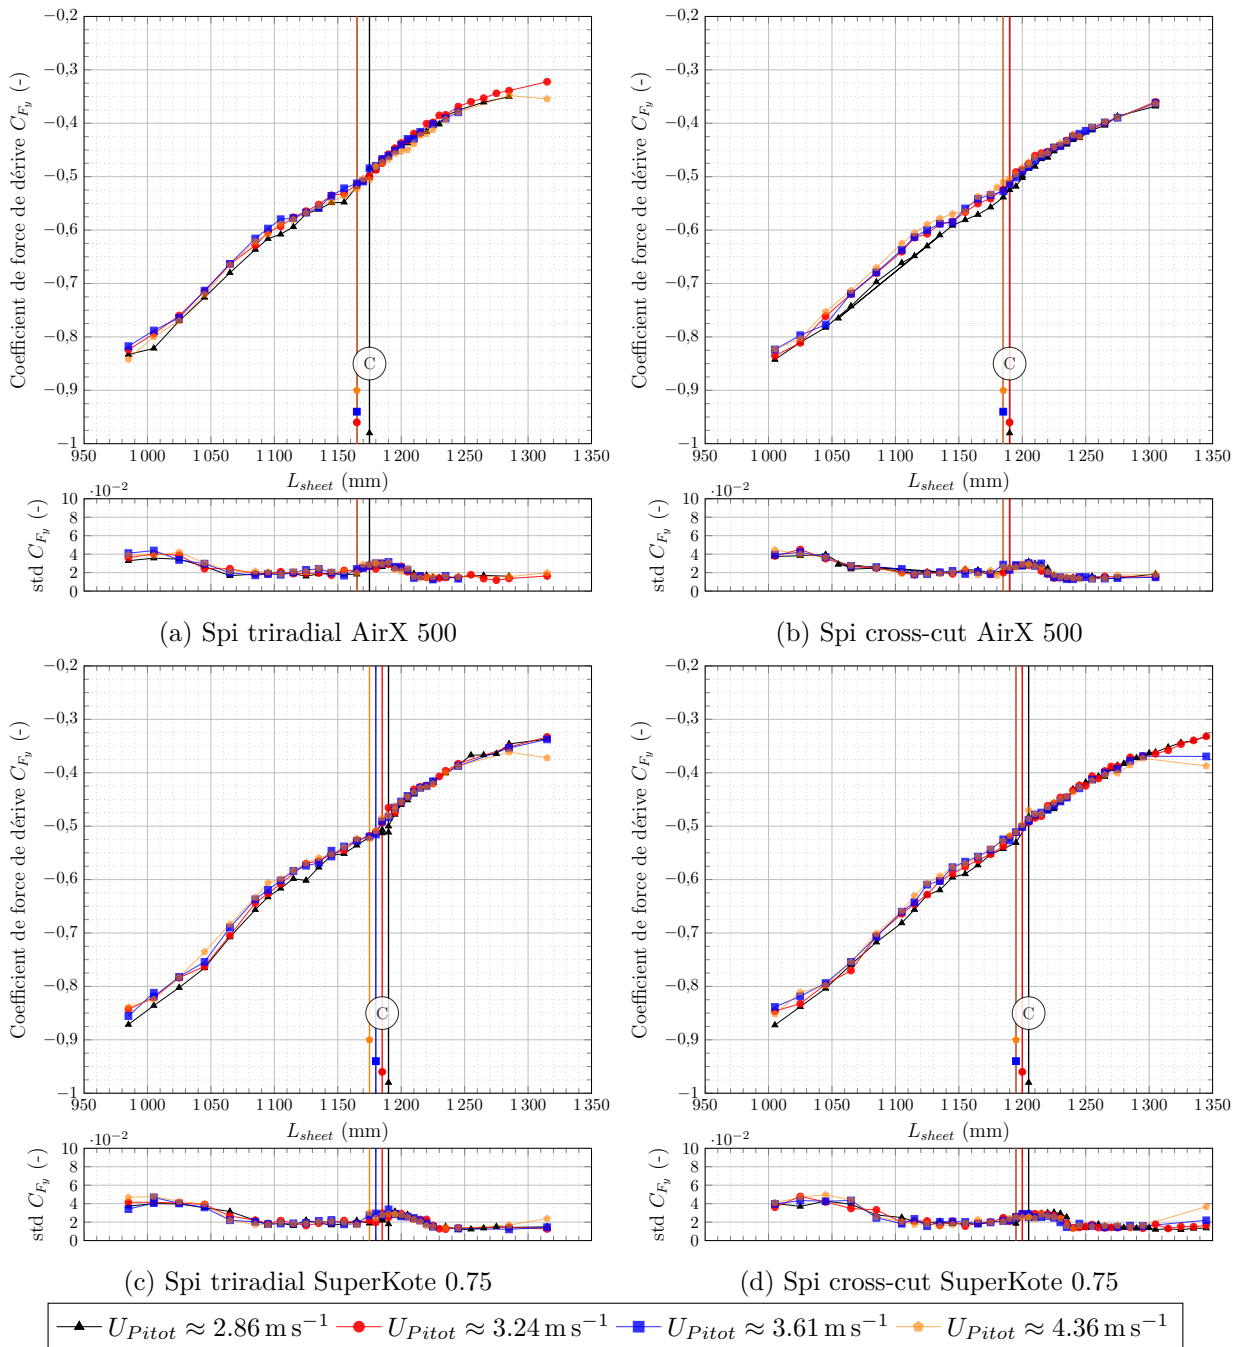 Coefficient de force de dérive C_{F_y} (-)
−0,2
−0,3
−0,4
−0,5
−0,6
−0,7
−0,8
−0,9
−1
C
950 1 000 1 050 1 100 1 150 1 200 1 250 1 300 1 350
L_{sheet} (mm)
·10^{−2}
std C_{F_y} (-)
10
8
6
4
2
0
(a) Spi triradial AirX 500
Coefficient de force de dérive C_{F_y} (-)
−0,2
−0,3
−0,4
−0,5
−0,6
−0,7
−0,8
−0,9
−1
C
950 1 000 1 050 1 100 1 150 1 200 1 250 1 300 1 350
L_{sheet} (mm)
·10^{−2}
std C_{F_y} (-)
10
8
6
4
2
0
(b) Spi cross-cut AirX 500
Coefficient de force de dérive C_{F_y} (-)
−0,2
−0,3
−0,4
−0,5
−0,6
−0,7
−0,8
−0,9
−1
C
950 1 000 1 050 1 100 1 150 1 200 1 250 1 300 1 350
L_{sheet} (mm)
·10^{−2}
std C_{F_y} (-)
10
8
6
4
2
0
(c) Spi triradial SuperKote 0.75
Coefficient de force de dérive C_{F_y} (-)
−0,2
−0,3
−0,4
−0,5
−0,6
−0,7
−0,8
−0,9
−1
C
950 1 000 1 050 1 100 1 150 1 200 1 250 1 300 1 350
L_{sheet} (mm)
·10^{−2}
std C_{F_y} (-)
10
8
6
4
2
0
(d) Spi cross-cut SuperKote 0.75
U_{Pitot} ≈ 2.86 m s^{−1} U_{Pitot} ≈ 3.24 m s^{−1} U_{Pitot} ≈ 3.61 m s^{−1} U_{Pitot} ≈ 4.36 m s^{−1}